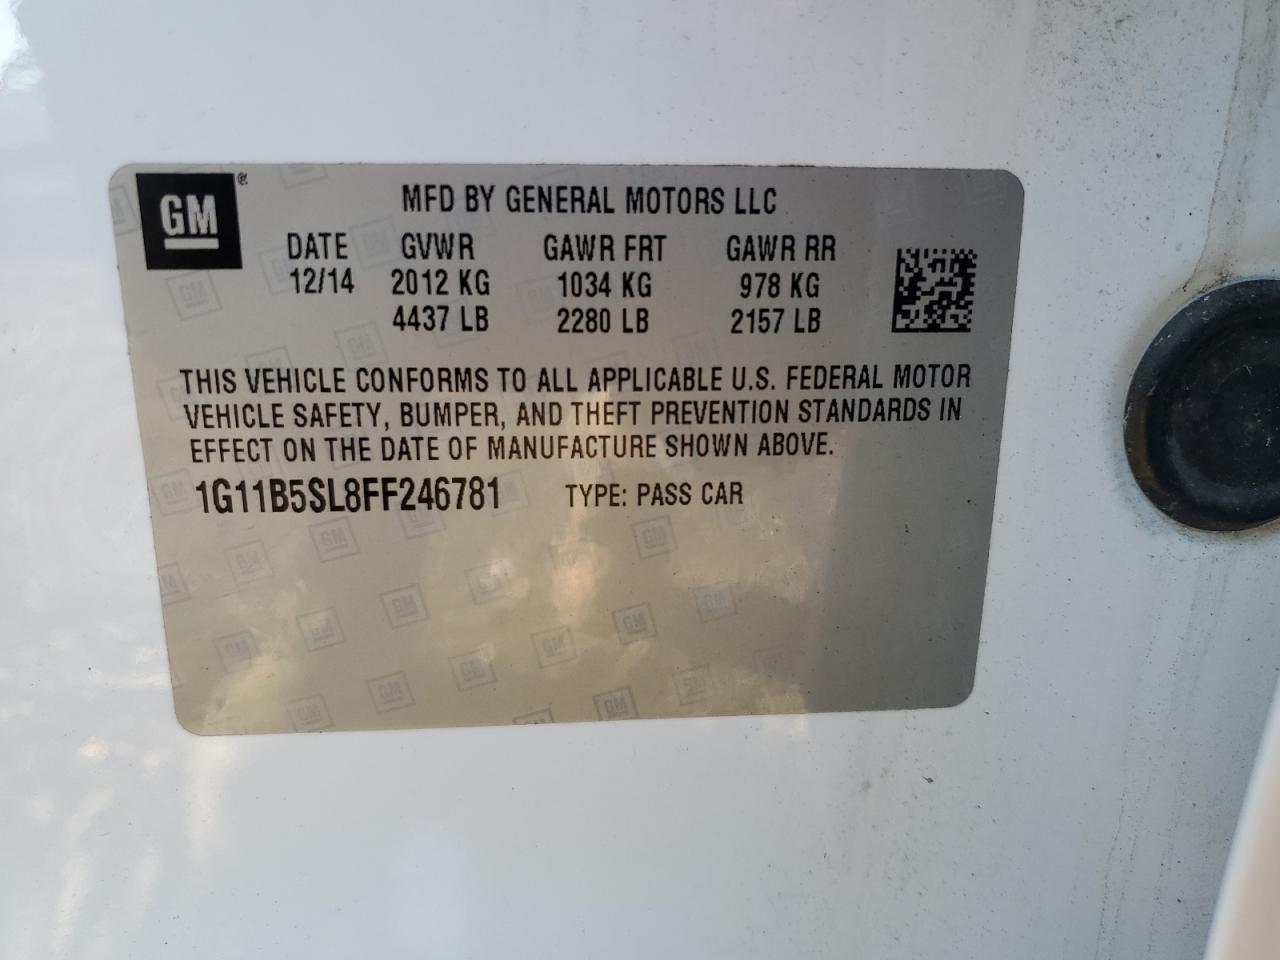 GM®
MFD BY GENERAL MOTORS LLC
DATE GVWR GAWR FRT GAWR RR
12/14 2012 KG 1034 KG 978 KG
4437 LB 2280 LB 2157 LB
THIS VEHICLE CONFORMS TO ALL APPLICABLE U.S. FEDERAL MOTOR
VEHICLE SAFETY, BUMPER, AND THEFT PREVENTION STANDARDS IN
EFFECT ON THE DATE OF MANUFACTURE SHOWN ABOVE.
1G11B5SL8FF246781 TYPE: PASS CAR